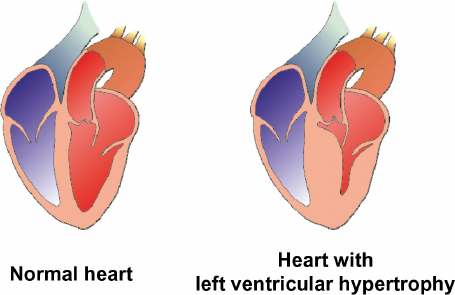 Normal heart
Heart with
left ventricular hypertrophy